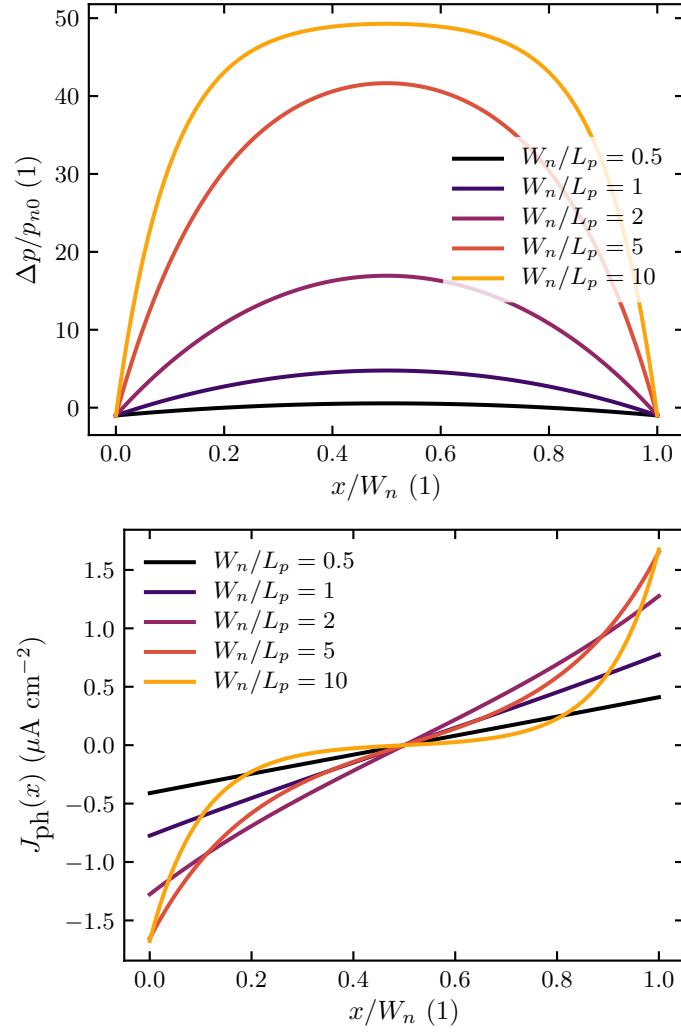 50
40
30
20
10
0
Δp/p_{n0} (1)
W_n/L_p = 0.5
W_n/L_p = 1
W_n/L_p = 2
W_n/L_p = 5
W_n/L_p = 10
0.0 0.2 0.4 0.6 0.8 1.0
x/W_n (1)
1.5
1.0
0.5
0.0
−0.5
−1.0
−1.5
J_{ph}(x) (μA cm^{−2})
W_n/L_p = 0.5
W_n/L_p = 1
W_n/L_p = 2
W_n/L_p = 5
W_n/L_p = 10
0.0 0.2 0.4 0.6 0.8 1.0
x/W_n (1)